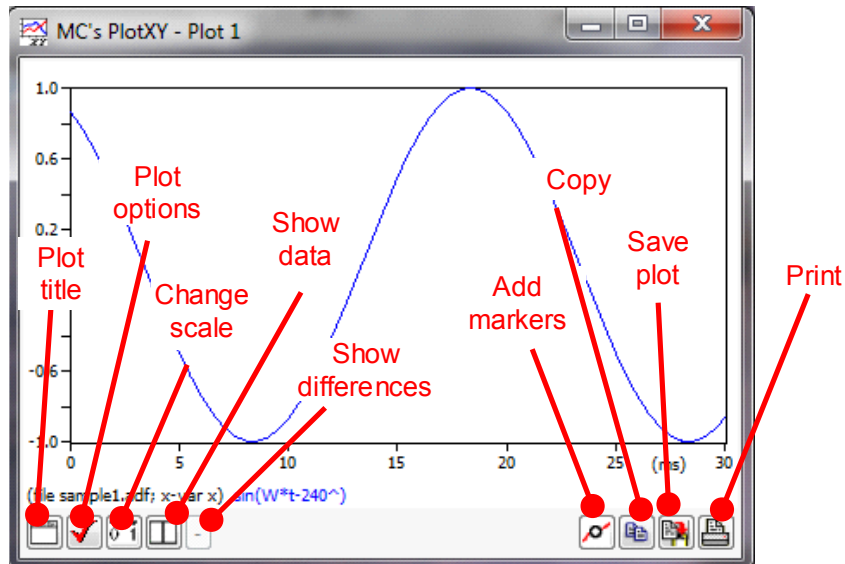 MC's PlotXY - Plot 1
1.0
0.6
0.2
-0.6
-1.0
Plot
options
Plot
title
Change
scale
Show
data
Show
differences
Copy
Add
markers
Save
plot
Print
0 5 10 15 20 25 (ms) 30
(file sample1.adf; x-var x) sin(W*t-240^)